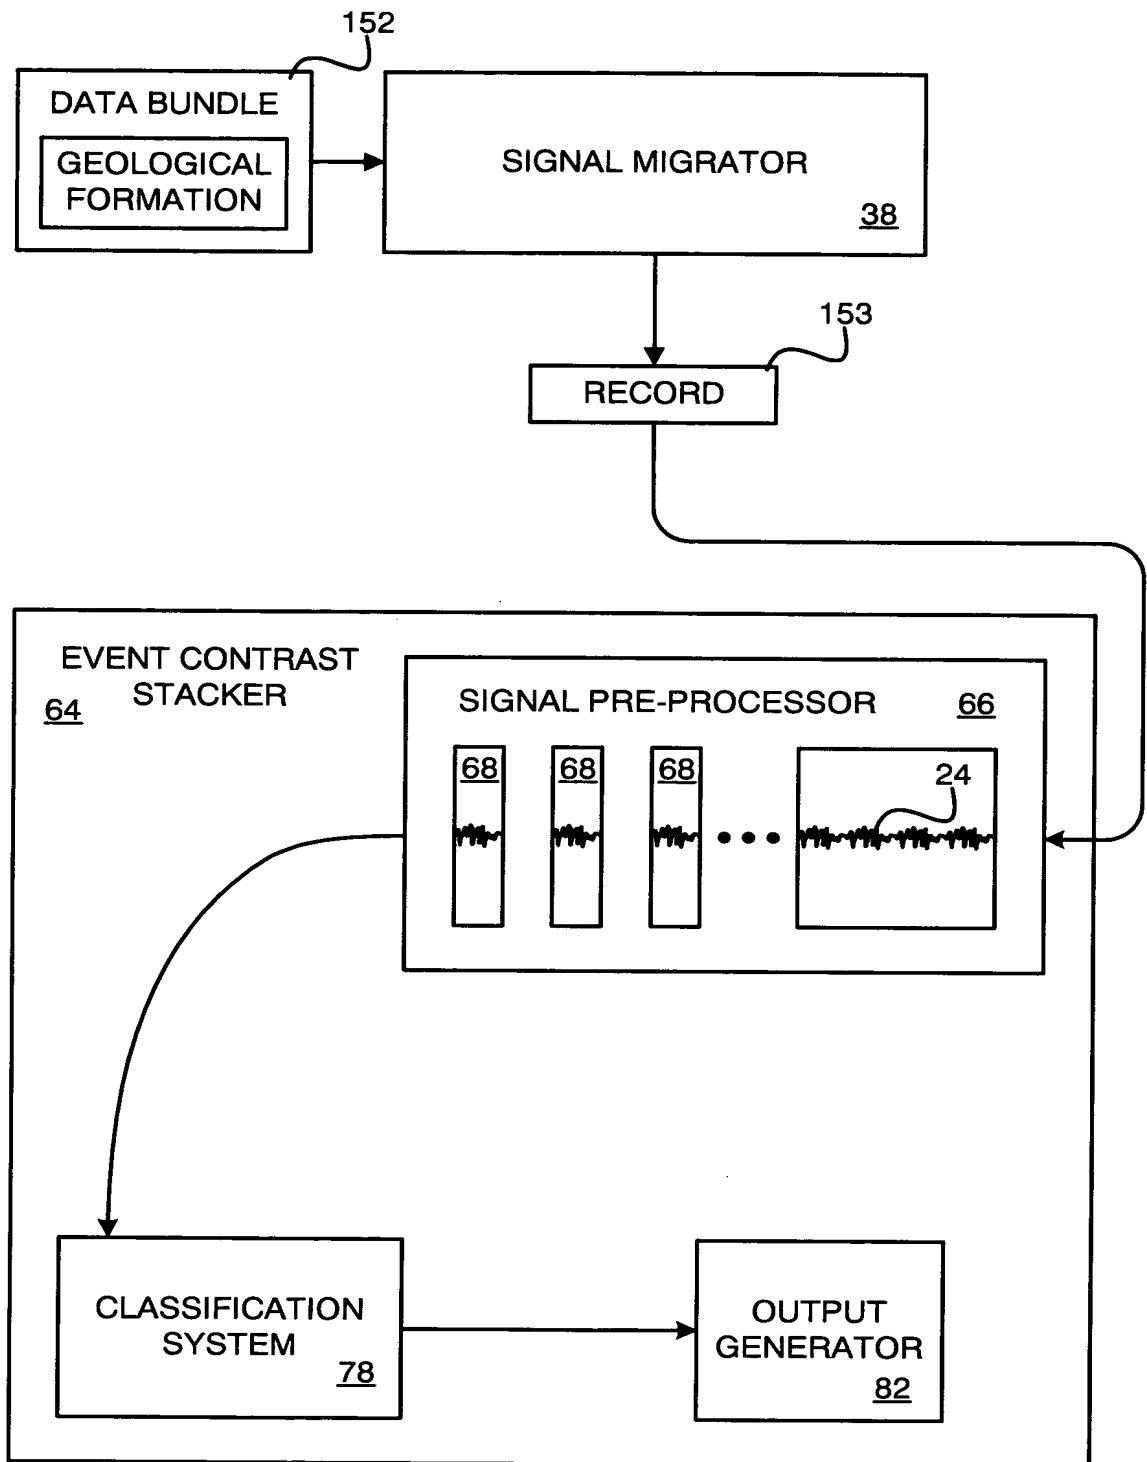 152
DATA BUNDLE
GEOLOGICAL
FORMATION
SIGNAL MIGRATOR
38
153
RECORD
EVENT CONTRAST
STACKER
64
SIGNAL PRE-PROCESSOR
66
68 68 68
24
CLASSIFICATION
SYSTEM
78
OUTPUT
GENERATOR
82